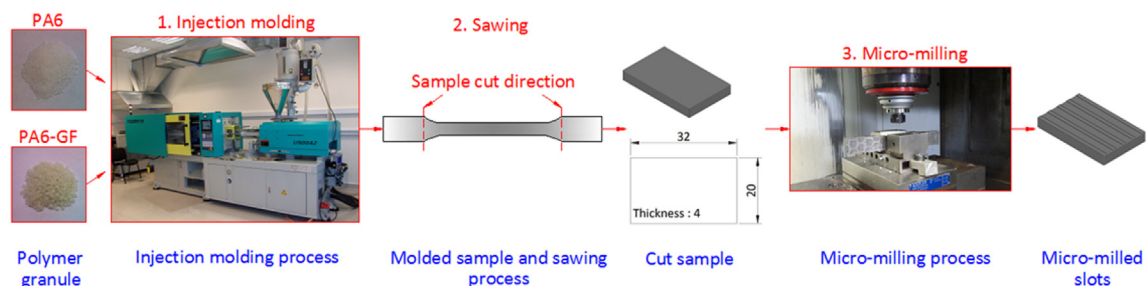 PA6
1. Injection molding
2. Sawing
Sample cut direction
3. Micro-milling
PA6-GF
32
20
Thickness : 4
Polymer
granule
Injection molding process
Molded sample and sawing
process
Cut sample
Micro-milling process
Micro-milled
slots